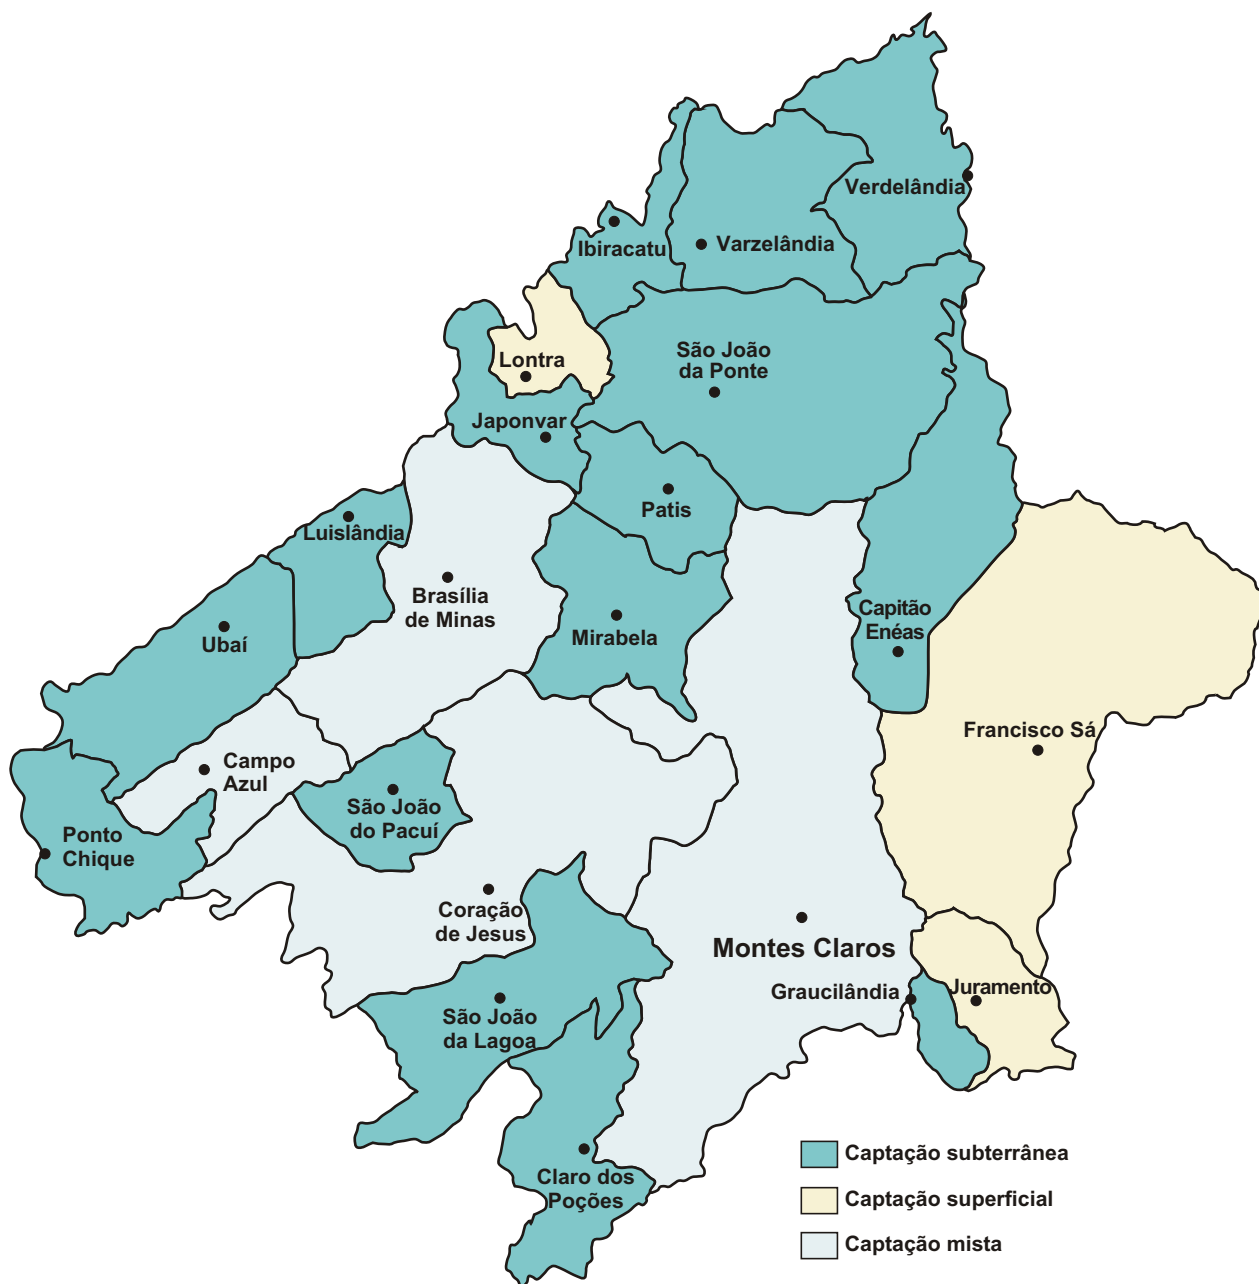 Verdelândia
Ibiracatu
Varzelândia
Lontra
São João
da Ponte
Japonvar
Patis
Luislândia
Brasília
de Minas
Ubaí
Mirabela
Capitão
Enéas
Francisco Sá
Campo
Azul
São João
do Pacuí
Ponto
Chique
Coração
de Jesus
Montes Claros
Graucilândia
Juramento
São João
da Lagoa
Claro dos
Poções
Captação subterrânea
Captação superficial
Captação mista